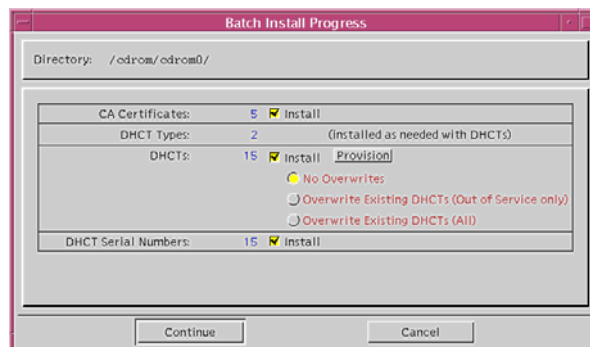 Batch Install Progress
Directory: /cdrom/cdrom0/
CA Certificates: 5 Install
DHCT Types: 2 (installed as needed with DHCTs)
DHCTs: 15 Install Provision
No Overwrites
Overwrite Existing DHCTs (Out of Service only)
Overwrite Existing DHCTs (All)
DHCT Serial Numbers: 15 Install
Continue Cancel